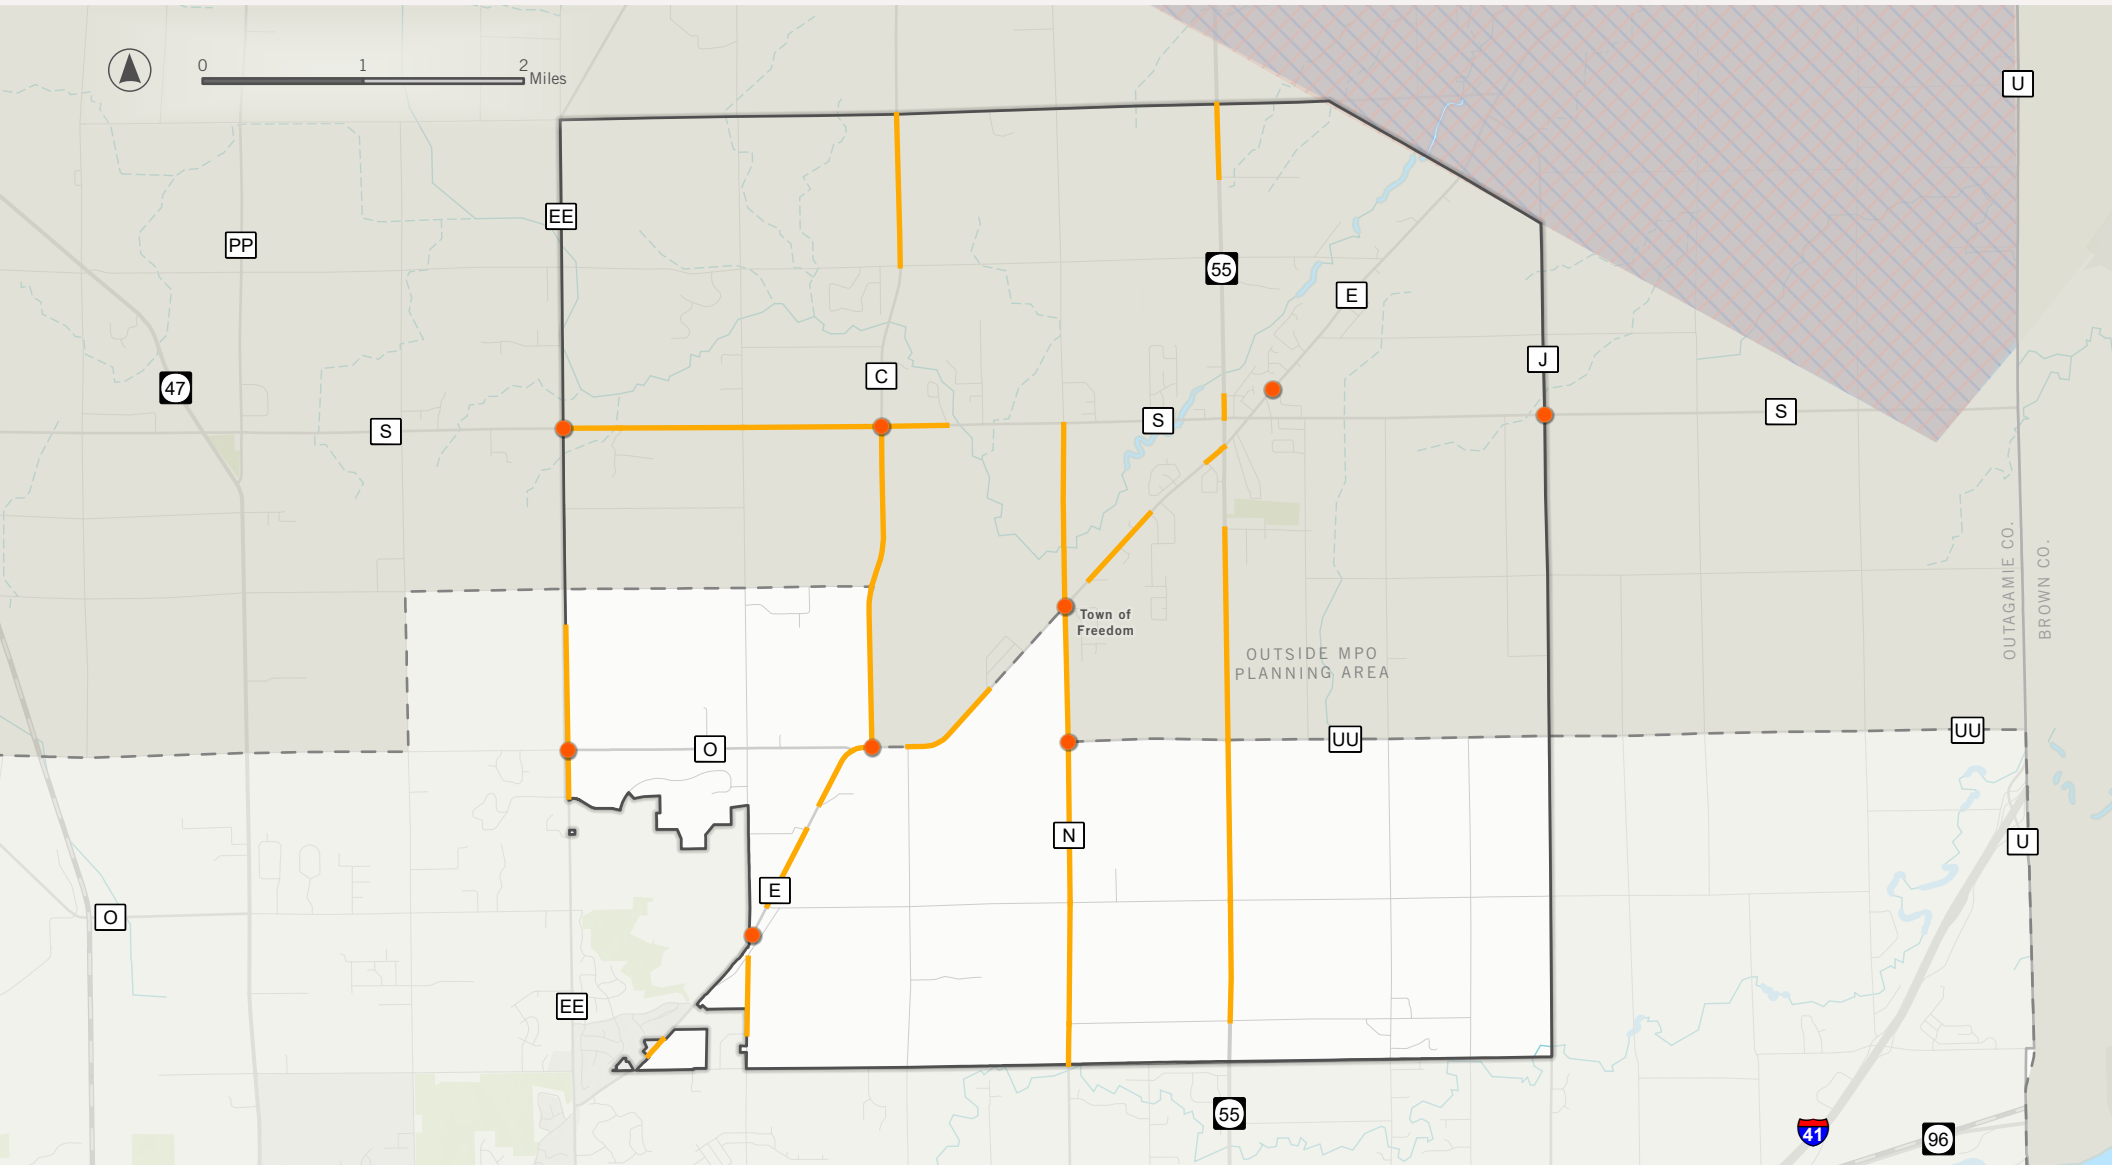 0 1 2
Miles
U
EE
PP
55
E
J
C
47
S
S
S
Town of
Freedom
OUTSIDE MPO
PLANNING AREA
OUTAGAMIE CO.
BROWN CO.
O
UU
UU
N
U
E
O
EE
55
41
96